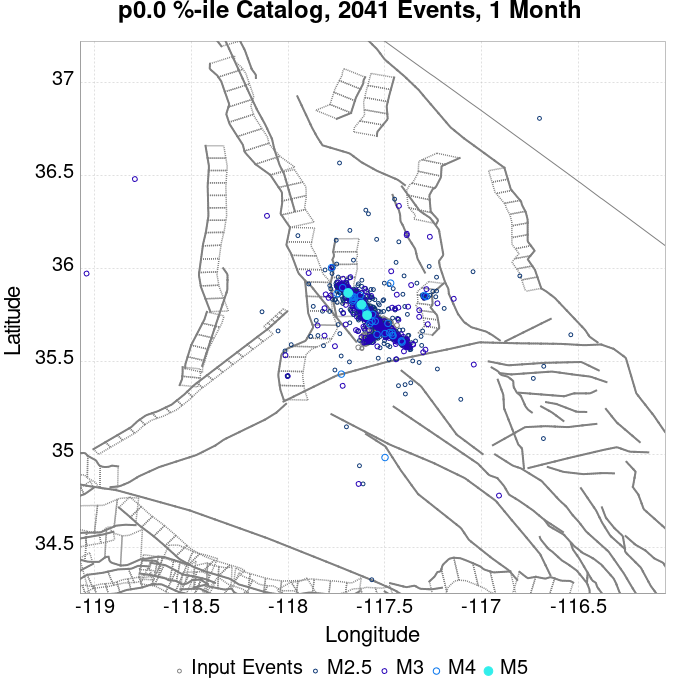 p0.0 %-ile Catalog, 2041 Events, 1 Month
37
36.5
36
35.5
35
34.5
Latitude
-119 -118.5 -118 -117.5 -117 -116.5
Longitude
Input Events M2.5 M3 M4 M5